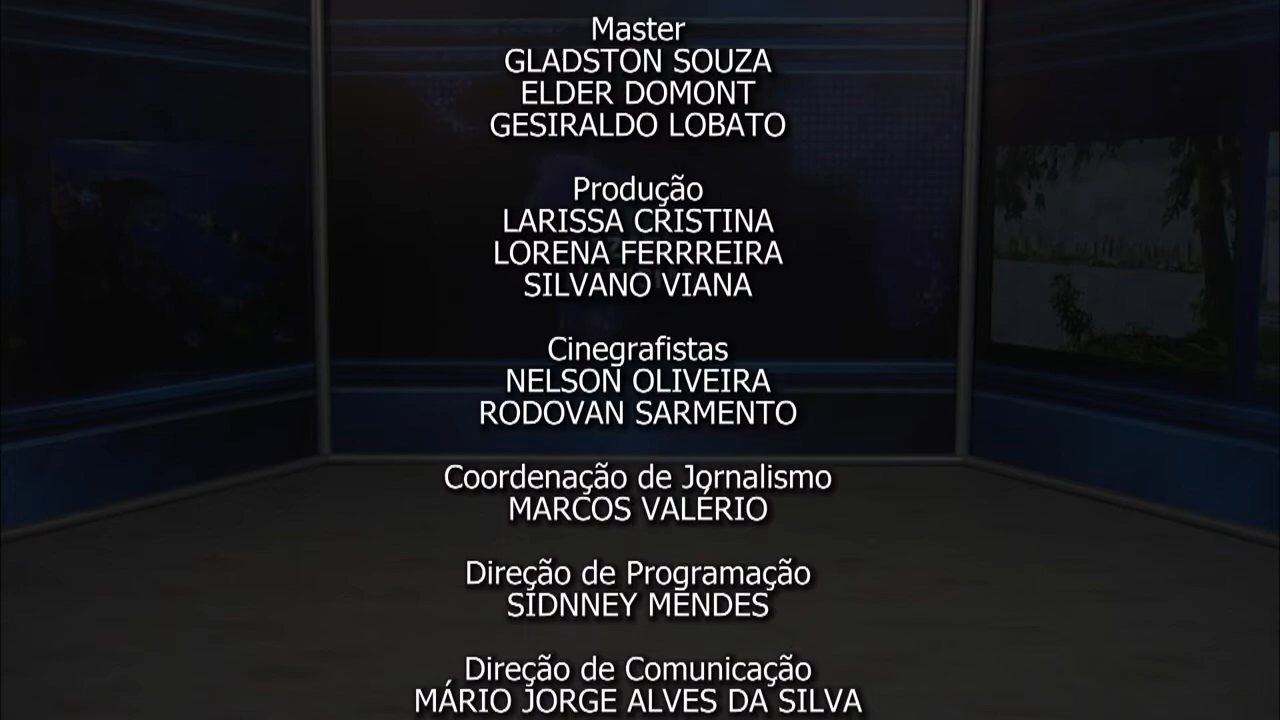 Master
GLADSTON SOUZA
ELDER DOMONT
GESIRALDO LOBATO
Produção
LARISSA CRISTINA
LORENA FERRREIRA
SILVANO VIANA
Cinegrafistas
NELSON OLIVEIRA
RODOVAN SARMENTO
Coordenação de Jornalismo
MARCOS VALÉRIO
Direção de Programação
SIDNNEY MENDES
Direção de Comunicação
MÁRIO JORGE ALVES DA SILVA